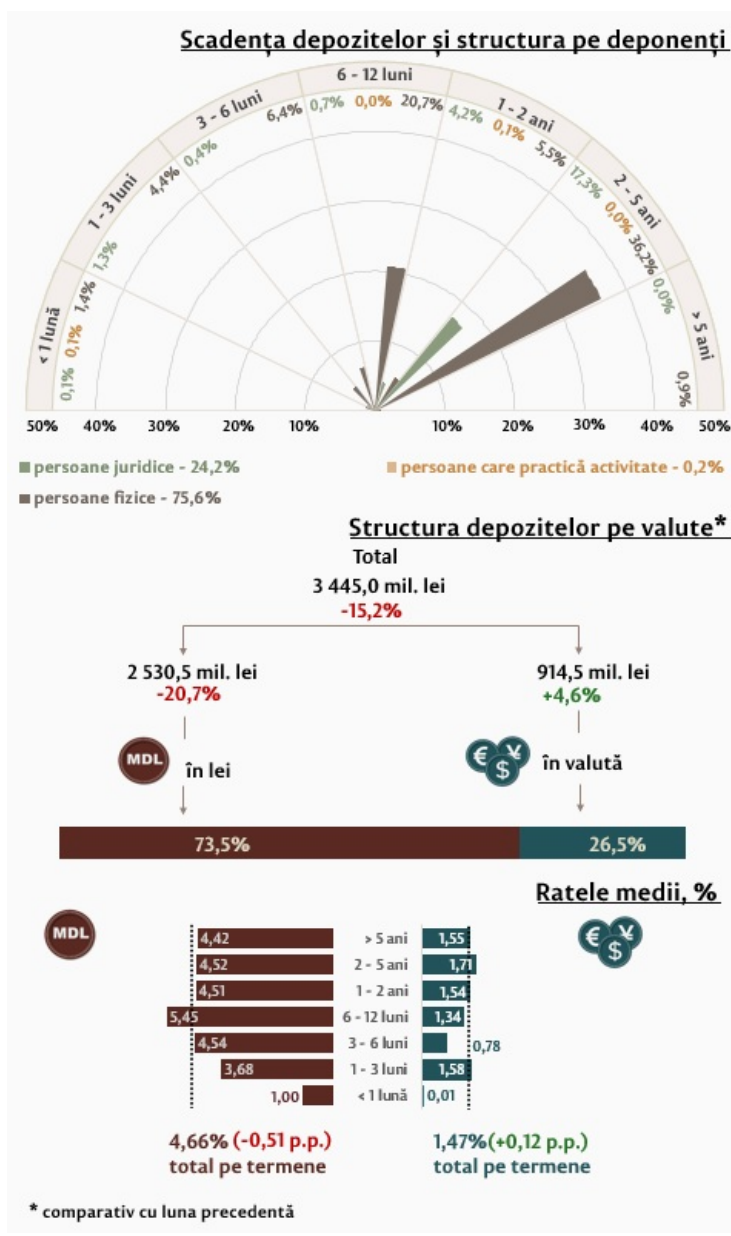 Scadența depozitelor și structura pe deponenți
< 1 lună
1 - 3 luni
3 - 6 luni
6 - 12 luni
1 - 2 ani
2 - 5 ani
> 5 ani
0,1%
0,1%
1,4%
1,3%
4,4%
0,4%
6,4%
0,7%
0,0%
20,7%
4,2%
0,1%
5,5%
17,3%
0,0%
36,2%
0,0%
0,9%
50% 40% 30% 20% 10% 10% 20% 30% 40% 50%
persoane juridice - 24,2%
persoane care practică activitate - 0,2%
persoane fizice - 75,6%
Structura depozitelor pe valute*
Total
3 445,0 mil. lei
-15,2%
2 530,5 mil. lei
-20,7%
914,5 mil. lei
+4,6%
MDL
în lei
€ ¥ $
în valută
73,5% 26,5%
Ratele medii, %
MDL
€ ¥ $
4,42 > 5 ani 1,55
4,52 2 - 5 ani 1,71
4,51 1 - 2 ani 1,54
5,45 6 - 12 luni 1,34
4,54 3 - 6 luni 0,78
3,68 1 - 3 luni 1,58
1,00 < 1 lună 0,01
4,66% (-0,51 p.p.)
total pe termene
1,47%(+0,12 p.p.)
total pe termene
* comparativ cu luna precedentă